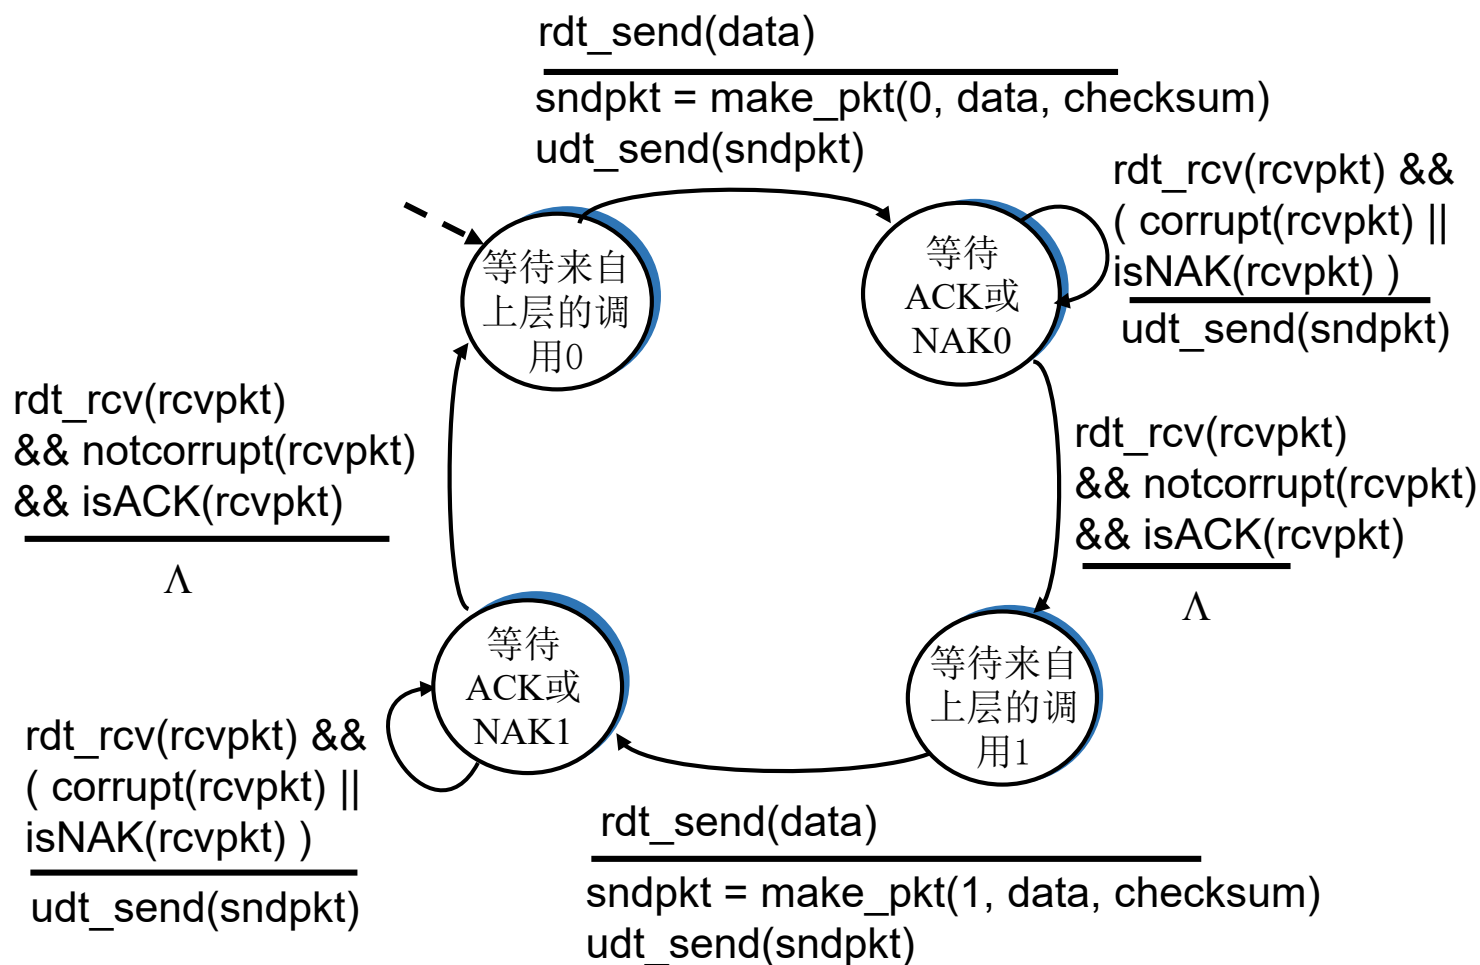 rdt_send(data)
sndpkt = make_pkt(0, data, checksum)
udt_send(sndpkt)
rdt_rcv(rcvpkt) &&
( corrupt(rcvpkt) ||
isNAK(rcvpkt) )
udt_send(sndpkt)
等待来自
上层的调
用0
等待
ACK或
NAK0
rdt_rcv(rcvpkt)
&& notcorrupt(rcvpkt)
&& isACK(rcvpkt)
Λ
rdt_rcv(rcvpkt)
&& notcorrupt(rcvpkt)
&& isACK(rcvpkt)
Λ
等待
ACK或
NAK1
等待来自
上层的调
用1
rdt_rcv(rcvpkt) &&
( corrupt(rcvpkt) ||
isNAK(rcvpkt) )
udt_send(sndpkt)
rdt_send(data)
sndpkt = make_pkt(1, data, checksum)
udt_send(sndpkt)